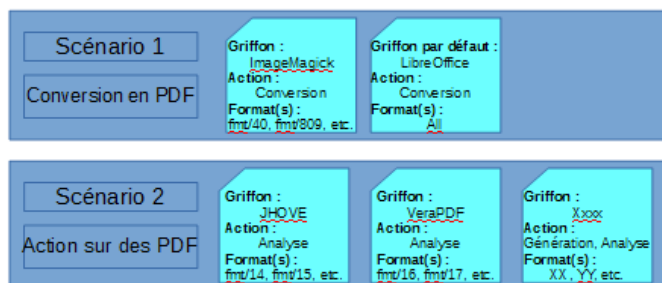 Scénario 1
Conversion en PDF
Griffon :
ImageMagick
Action :
Conversion
Format(s) :
fmt/40, fmt/809, etc.
Griffon par défaut :
LibreOffice
Action :
Conversion
Format(s) :
All
Scénario 2
Action sur des PDF
Griffon :
JHOVE
Action :
Analyse
Format(s) :
fmt/14, fmt/15, etc.
Griffon :
VeraPDF
Action :
Analyse
Format(s) :
fmt/16, fmt/17, etc.
Griffon :
Xxxx
Action :
Génération, Analyse
Format(s) :
XX , YY, etc.